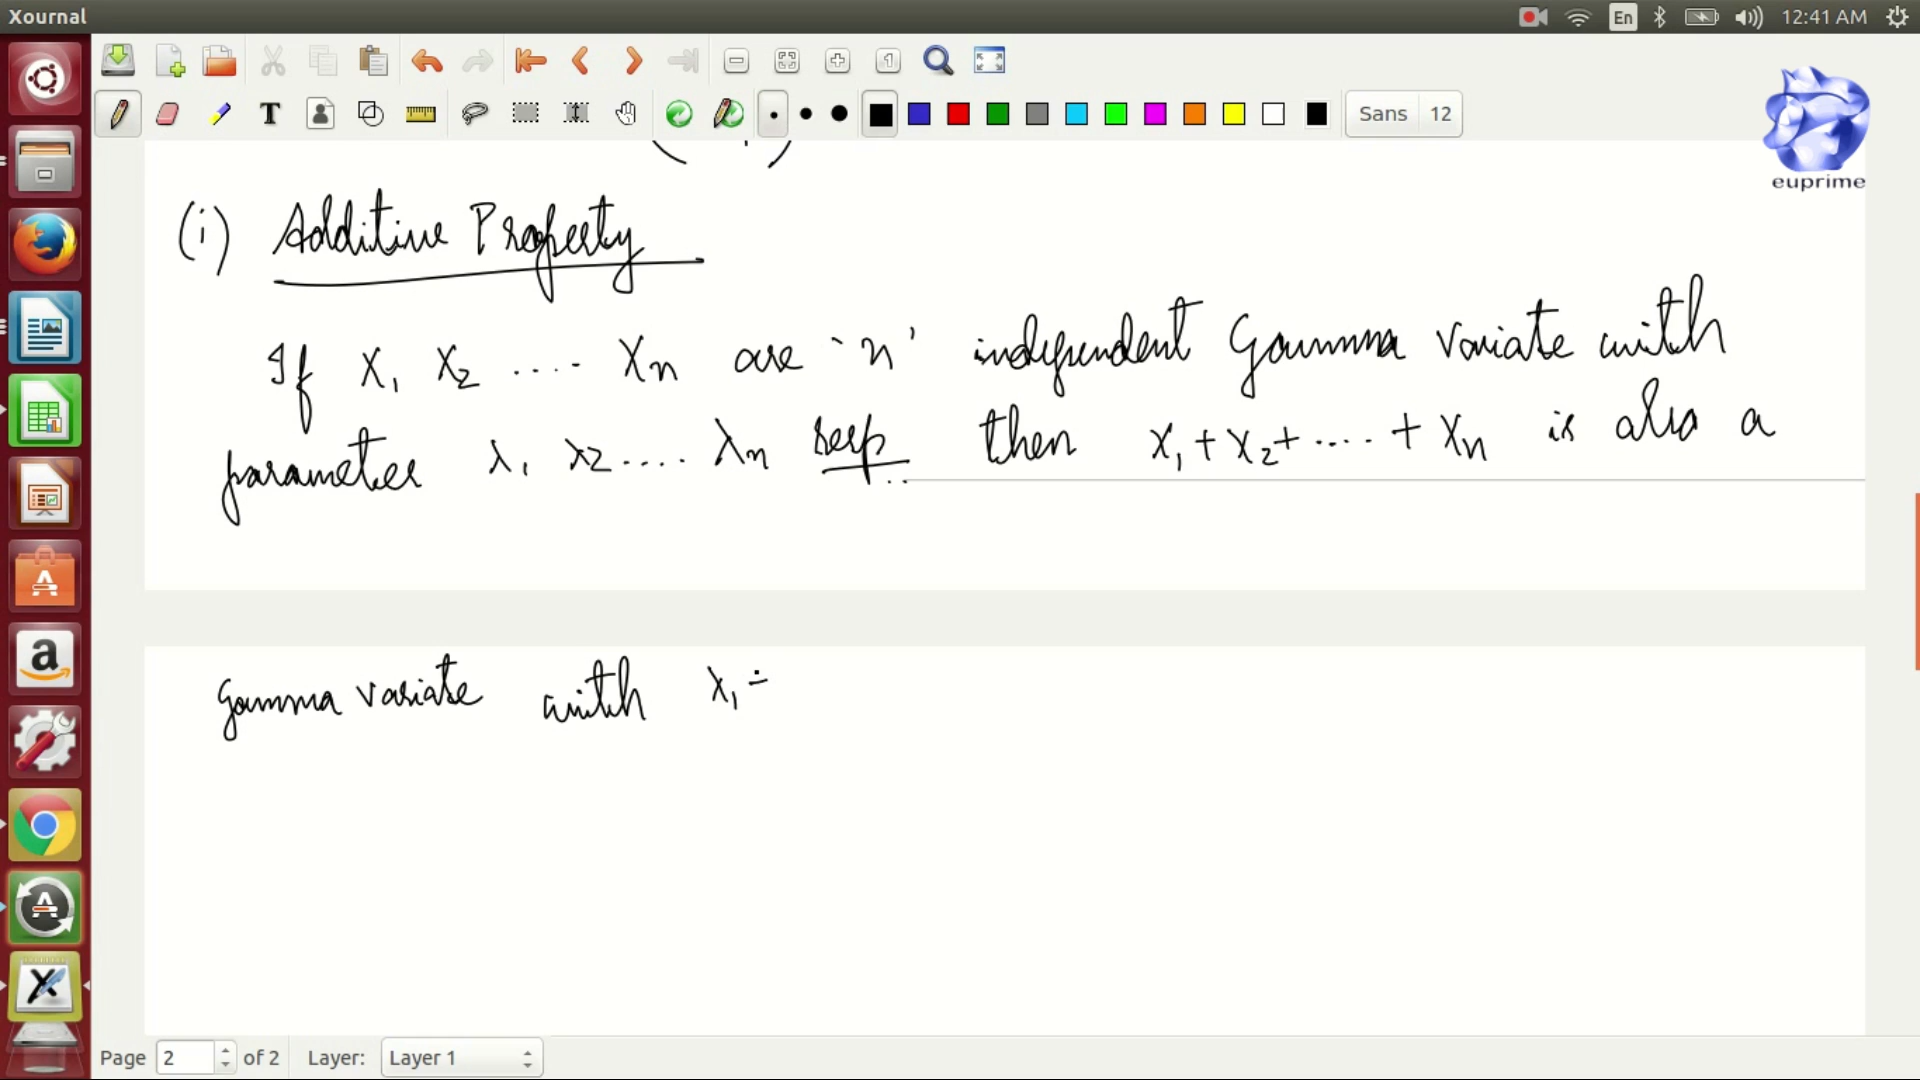 Xournal
En
12:41 AM
Sans 12
euprime
(i) Additive Property
If X₁ X₂ .... Xn are 'n' independent Gamma Variate with
parameter λ₁ λ2.... λn resp then X₁+X₂+....+Xn is also a
gamma variate with X₁ =
Page 2 of 2 Layer: Layer 1